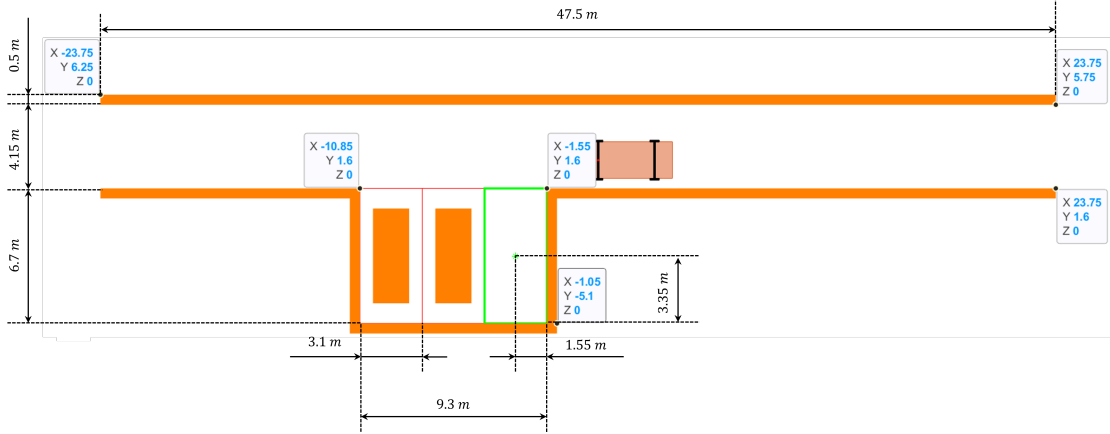 47.5 m
0.5 m
X -23.75
Y 6.25
Z 0
X 23.75
Y 5.75
Z 0
4.15 m
X -10.85
Y 1.6
Z 0
X -1.55
Y 1.6
Z 0
X 23.75
Y 1.6
Z 0
6.7 m
X -1.05
Y -5.1
Z 0
3.35 m
3.1 m
1.55 m
9.3 m